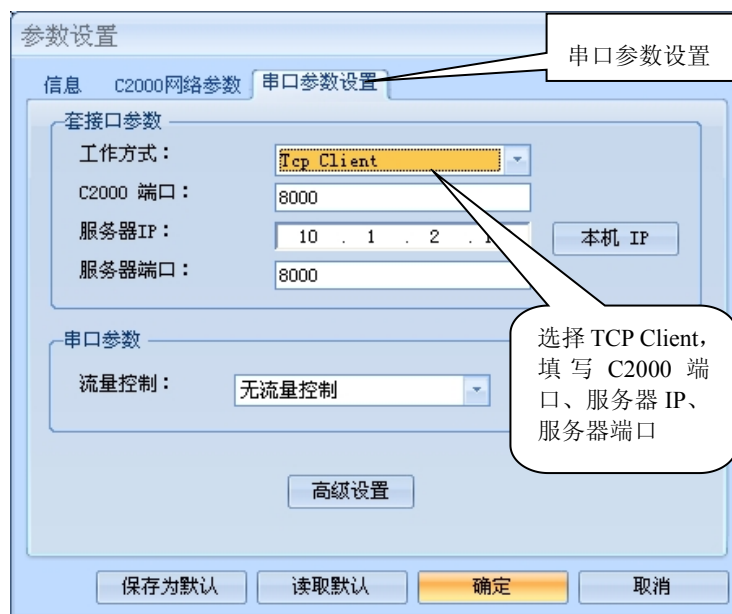 参数设置
串口参数设置
信息 C2000网络参数 串口参数设置
套接口参数
工作方式： Tcp Client
C2000 端口： 8000
服务器IP： 10 . 1 . 2 . 本机 IP
服务器端口： 8000
选择 TCP Client，
填写 C2000 端
口、服务器 IP、
服务器端口
串口参数
流量控制： 无流量控制
高级设置
保存为默认 读取默认 确定 取消